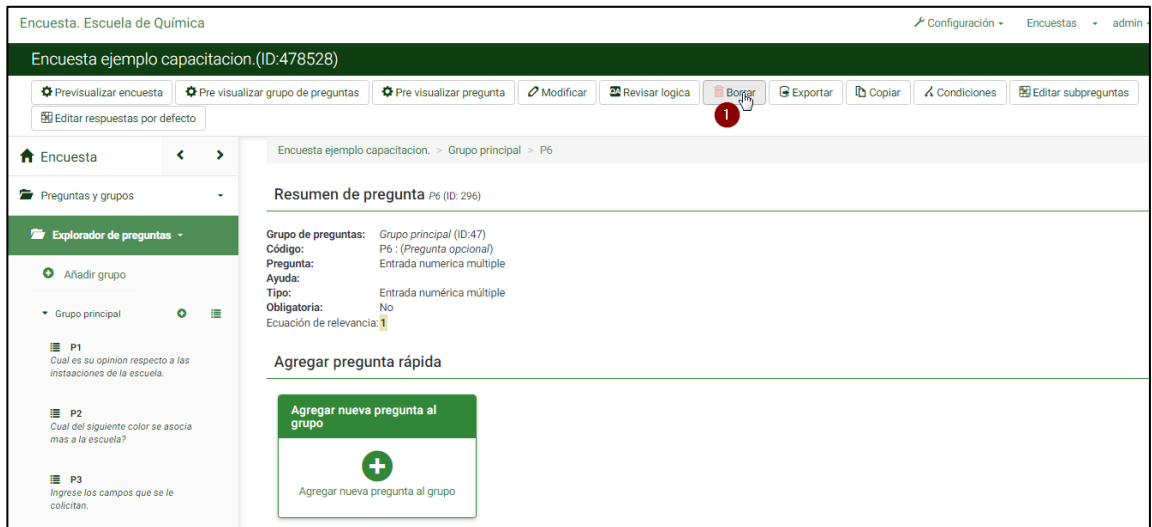 Encuesta. Escuela de Química
Configuración
Encuestas
admin
Encuesta ejemplo capacitacion.(ID:478528)
Previsualizar encuesta
Pre visualizar grupo de preguntas
Pre visualizar pregunta
Modificar
Revisar logica
Borrar
Exportar
Copiar
Condiciones
Editar subpreguntas
1
Editar respuestas por defecto
Encuesta
Encuesta ejemplo capacitacion. > Grupo principal > P6
Preguntas y grupos
Explorador de preguntas
Añadir grupo
Grupo principal
P1
Cual es su opinion respecto a las
instaaciones de la escuela.
P2
Cual del siguiente color se asocia
mas a la escuela?
P3
Ingrese los campos que se le
colicitan.
Resumen de pregunta P6 (ID: 296)
Grupo de preguntas: Grupo principal (ID:47)
Código: P6 : (Pregunta opcional)
Pregunta: Entrada numerica multiple
Ayuda:
Tipo: Entrada numérica múltiple
Obligatoria: No
Ecuación de relevancia: 1
Agregar pregunta rápida
Agregar nueva pregunta al
grupo
Agregar nueva pregunta al grupo